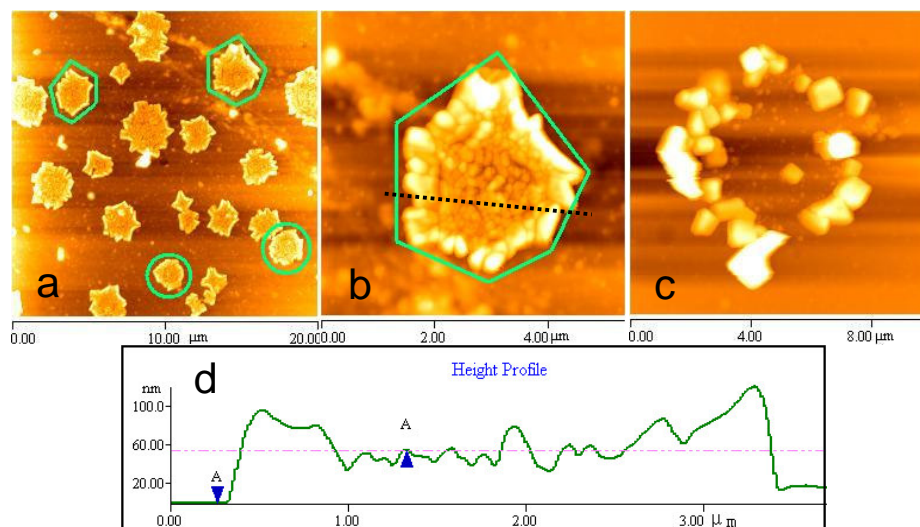 a
b
c
0.00 10.00 μm 20.00
0.00 2.00 4.00 μm
0.00 4.00 8.00 μm
d
Height Profile
nm
100.0
60.00
20.00
A
A
0.00 1.00 2.00 3.00 μm